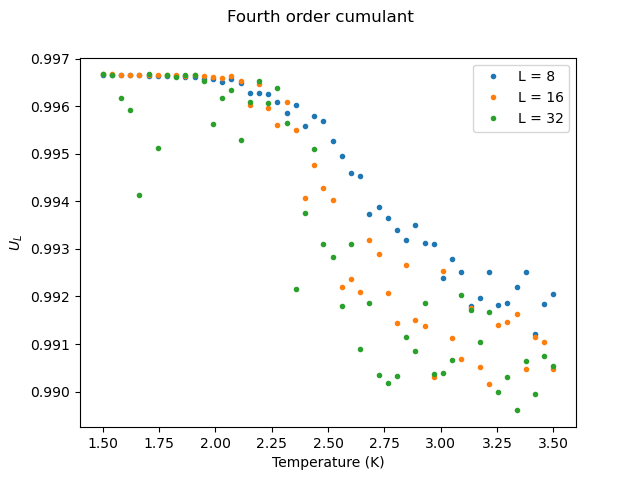 Fourth order cumulant
0.997
0.996
0.995
0.994
0.993
0.992
0.991
0.990
U_L
L = 8
L = 16
L = 32
1.50 1.75 2.00 2.25 2.50 2.75 3.00 3.25 3.50
Temperature (K)